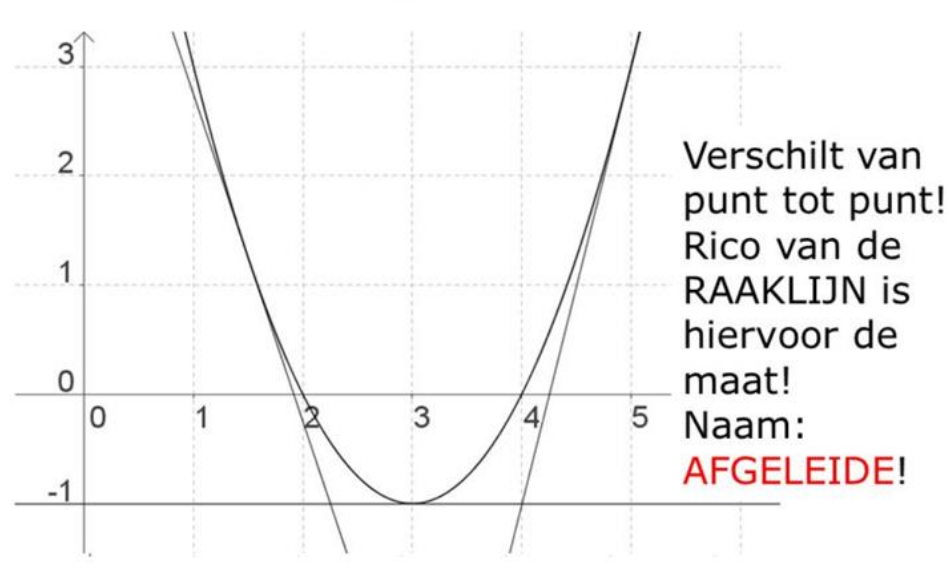 3
2
1
0
0 1 2 3 4 5
-1
Verschilt van
punt tot punt!
Rico van de
RAAKLIJN is
hiervoor de
maat!
Naam:
AFGELEIDE!